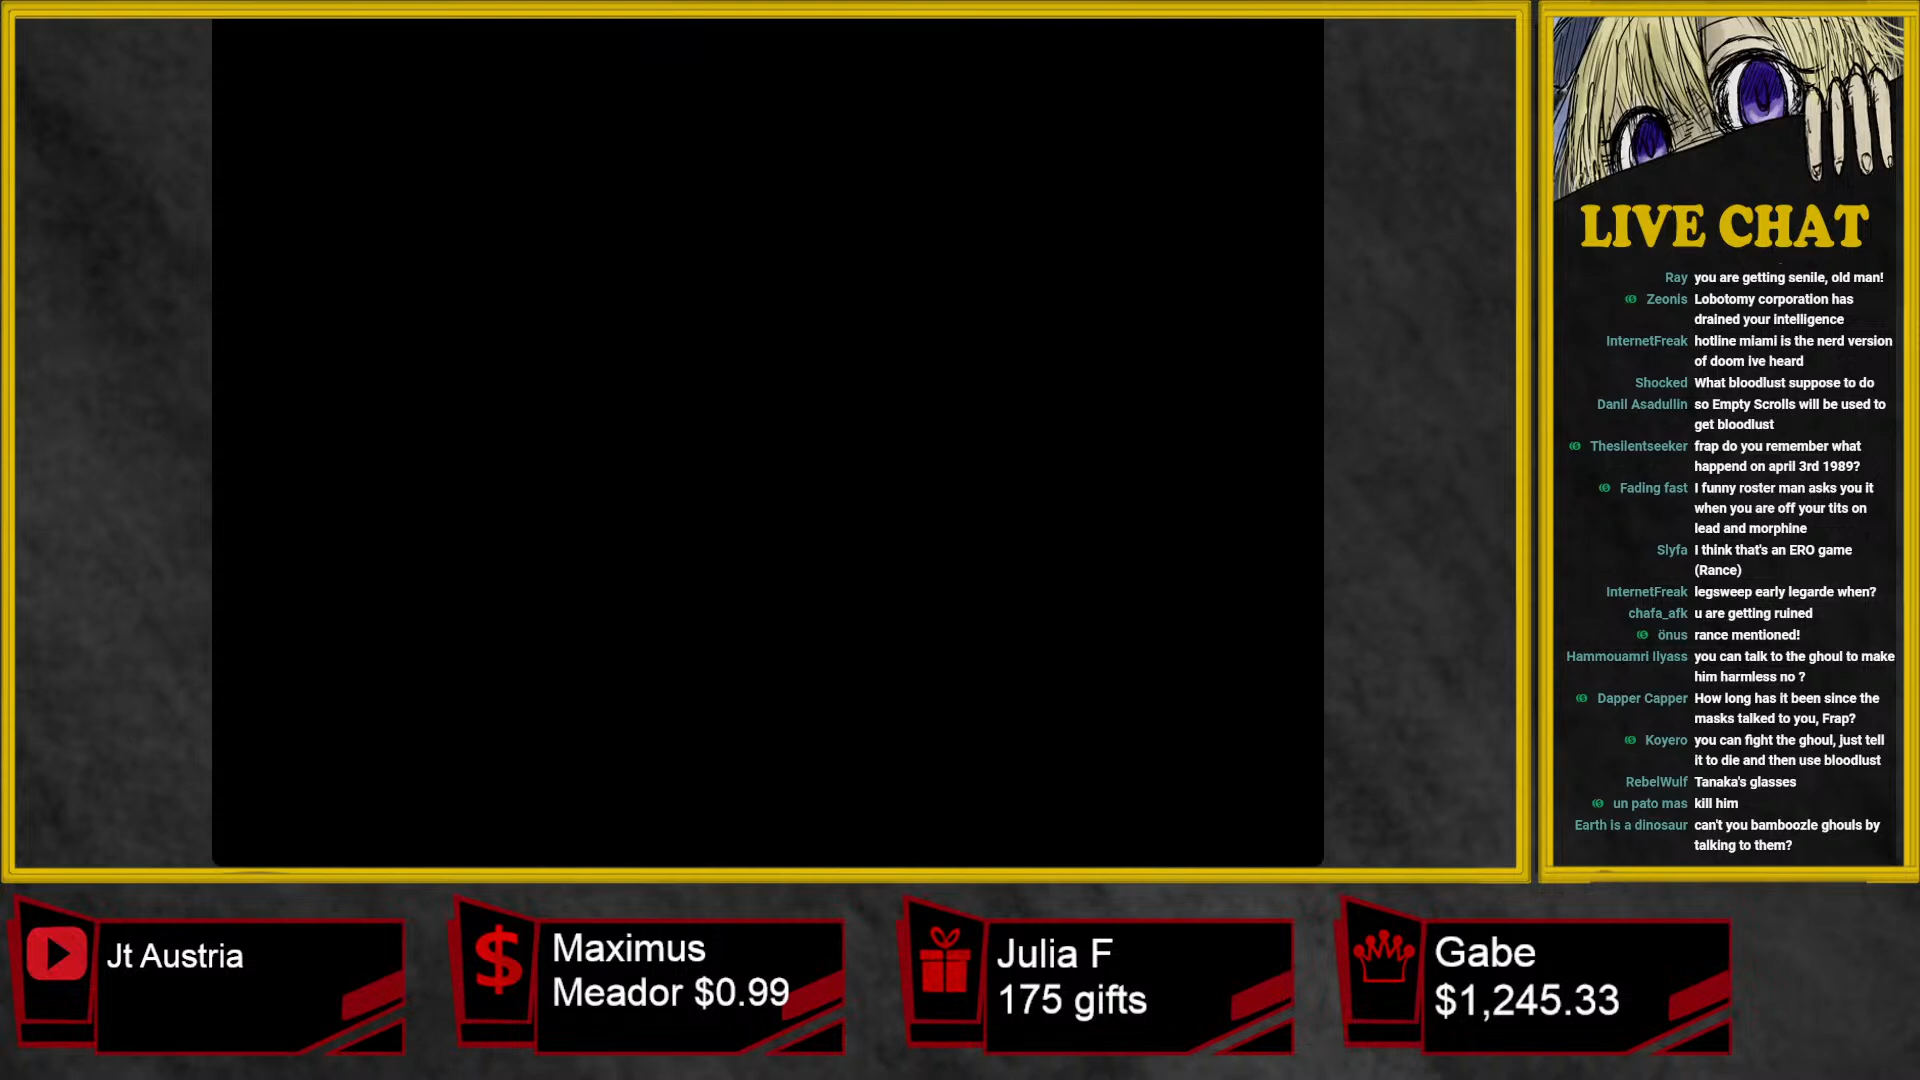 LIVE CHAT
Ray you are getting senile, old man!
Zeonis Lobotomy corporation has
drained your intelligence
InternetFreak hotline miami is the nerd version
of doom ive heard
Shocked What bloodlust suppose to do
Danil Asadullin so Empty Scrolls will be used to
get bloodlust
Thesilentseeker frap do you remember what
happend on april 3rd 1989?
Fading fast I funny roster man asks you it
when you are off your tits on
lead and morphine
Slyfa I think that's an ERO game
(Rance)
InternetFreak legsweep early legarde when?
chafa_afk u are getting ruined
önus rance mentioned!
Hammouamri Ilyass you can talk to the ghoul to make
him harmless no ?
Dapper Capper How long has it been since the
masks talked to you, Frap?
Koyero you can fight the ghoul, just tell
it to die and then use bloodlust
RebelWulf Tanaka's glasses
un pato mas kill him
Earth is a dinosaur can't you bamboozle ghouls by
talking to them?
Jt Austria
Maximus
Meador $0.99
Julia F
175 gifts
Gabe
$1,245.33